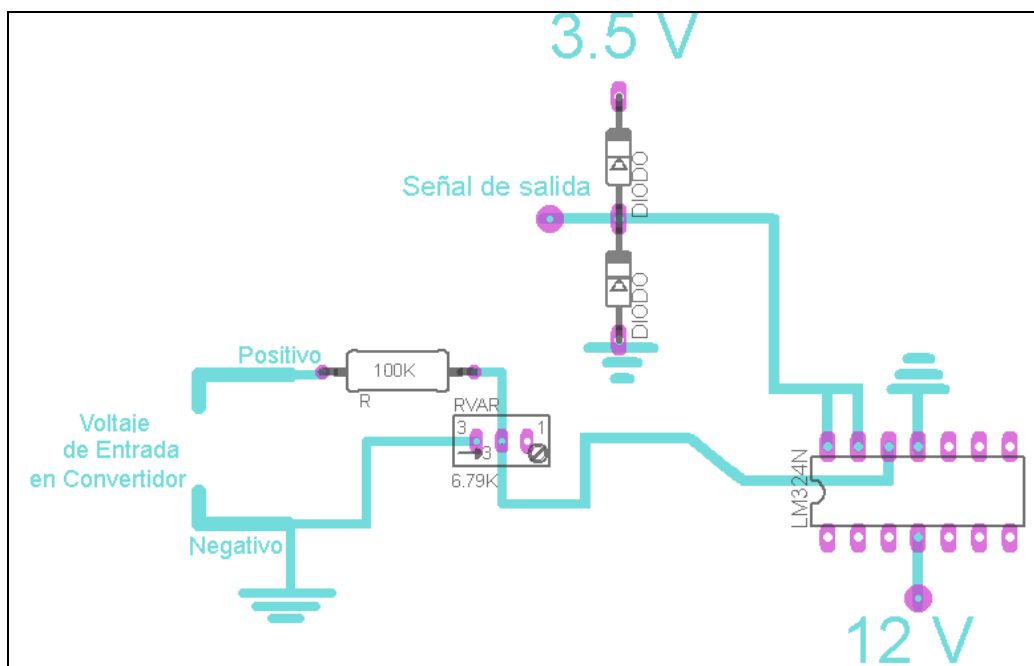 3.5 V
DIODO
Señal de salida
DIODO
Positivo
100K
R
RVAR
3 1
3
6.79K
Voltaje
de Entrada
en Convertidor
Negativo
LM324N
12 V